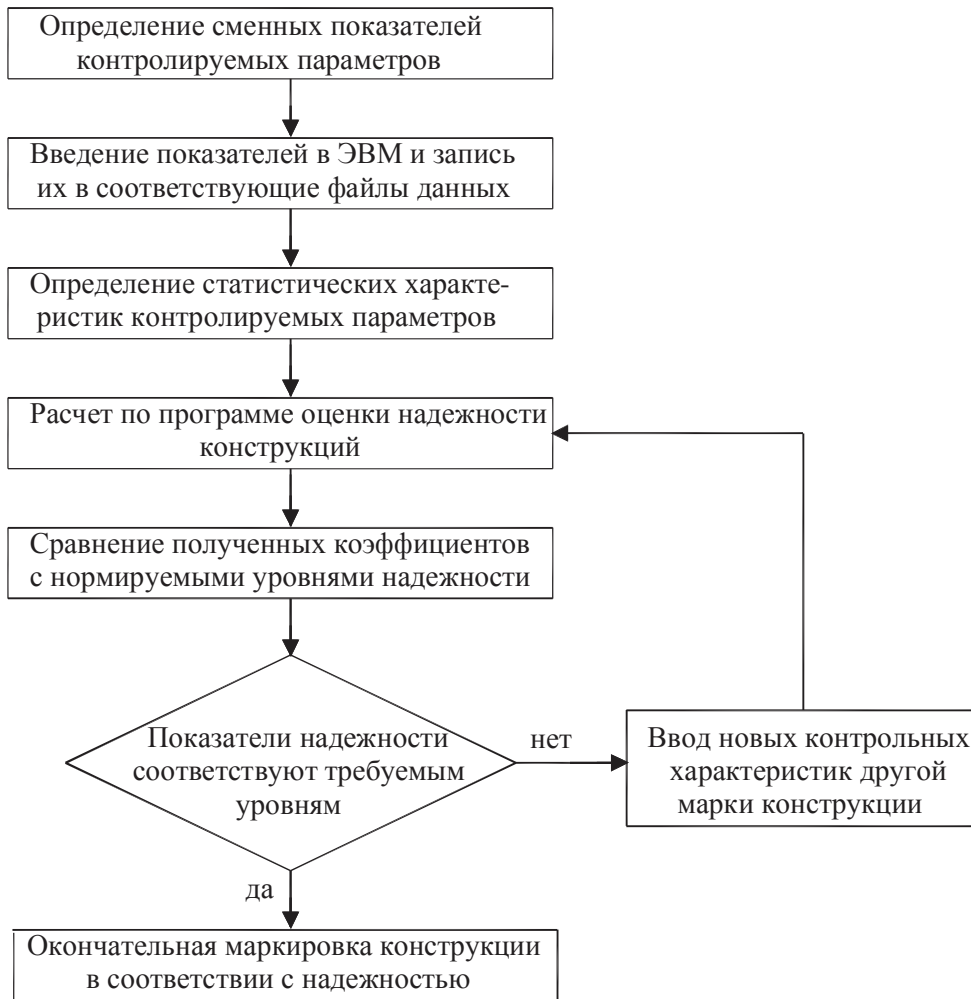 Определение сменных показателей
контролируемых параметров
Введение показателей в ЭВМ и запись
их в соответствующие файлы данных
Определение статистических характе-
ристик контролируемых параметров
Расчет по программе оценки надежности
конструкций
Сравнение полученных коэффициентов
с нормируемыми уровнями надежности
Показатели надежности
соответствуют требуемым
уровням
нет
Ввод новых контрольных
характеристик другой
марки конструкции
да
Окончательная маркировка конструкции
в соответствии с надежностью